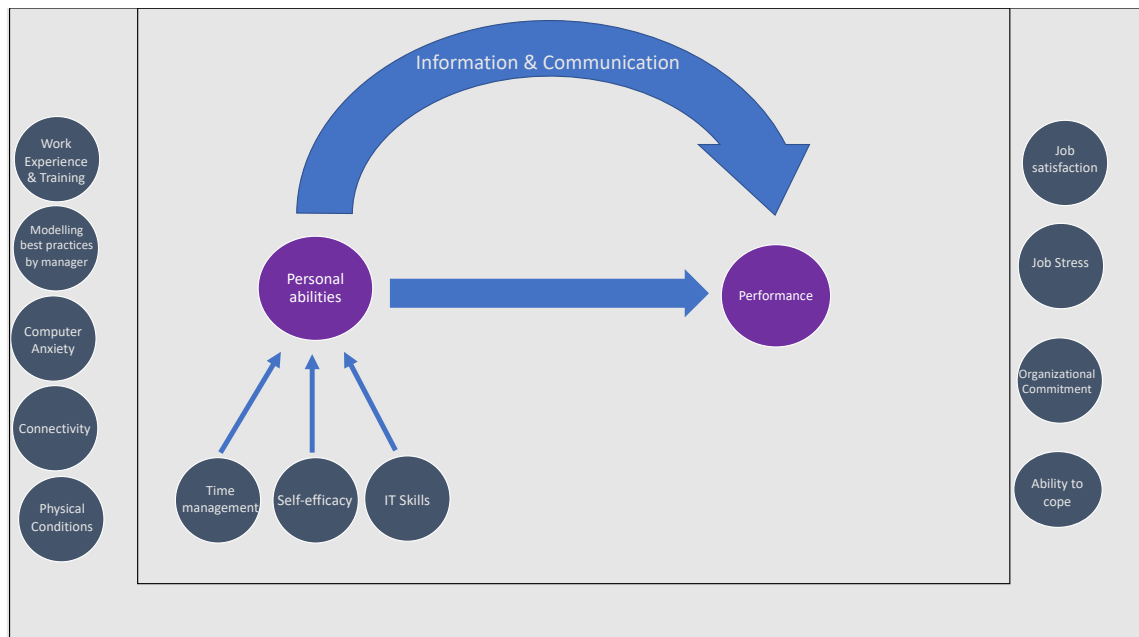 Information & Communication
Work
Experience
& Training
Modelling
best practices
by manager
Computer
Anxiety
Connectivity
Physical
Conditions
Personal
abilities
Performance
Time
management
Self-efficacy
IT Skills
Job
satisfaction
Job Stress
Organizational
Commitment
Ability to
cope